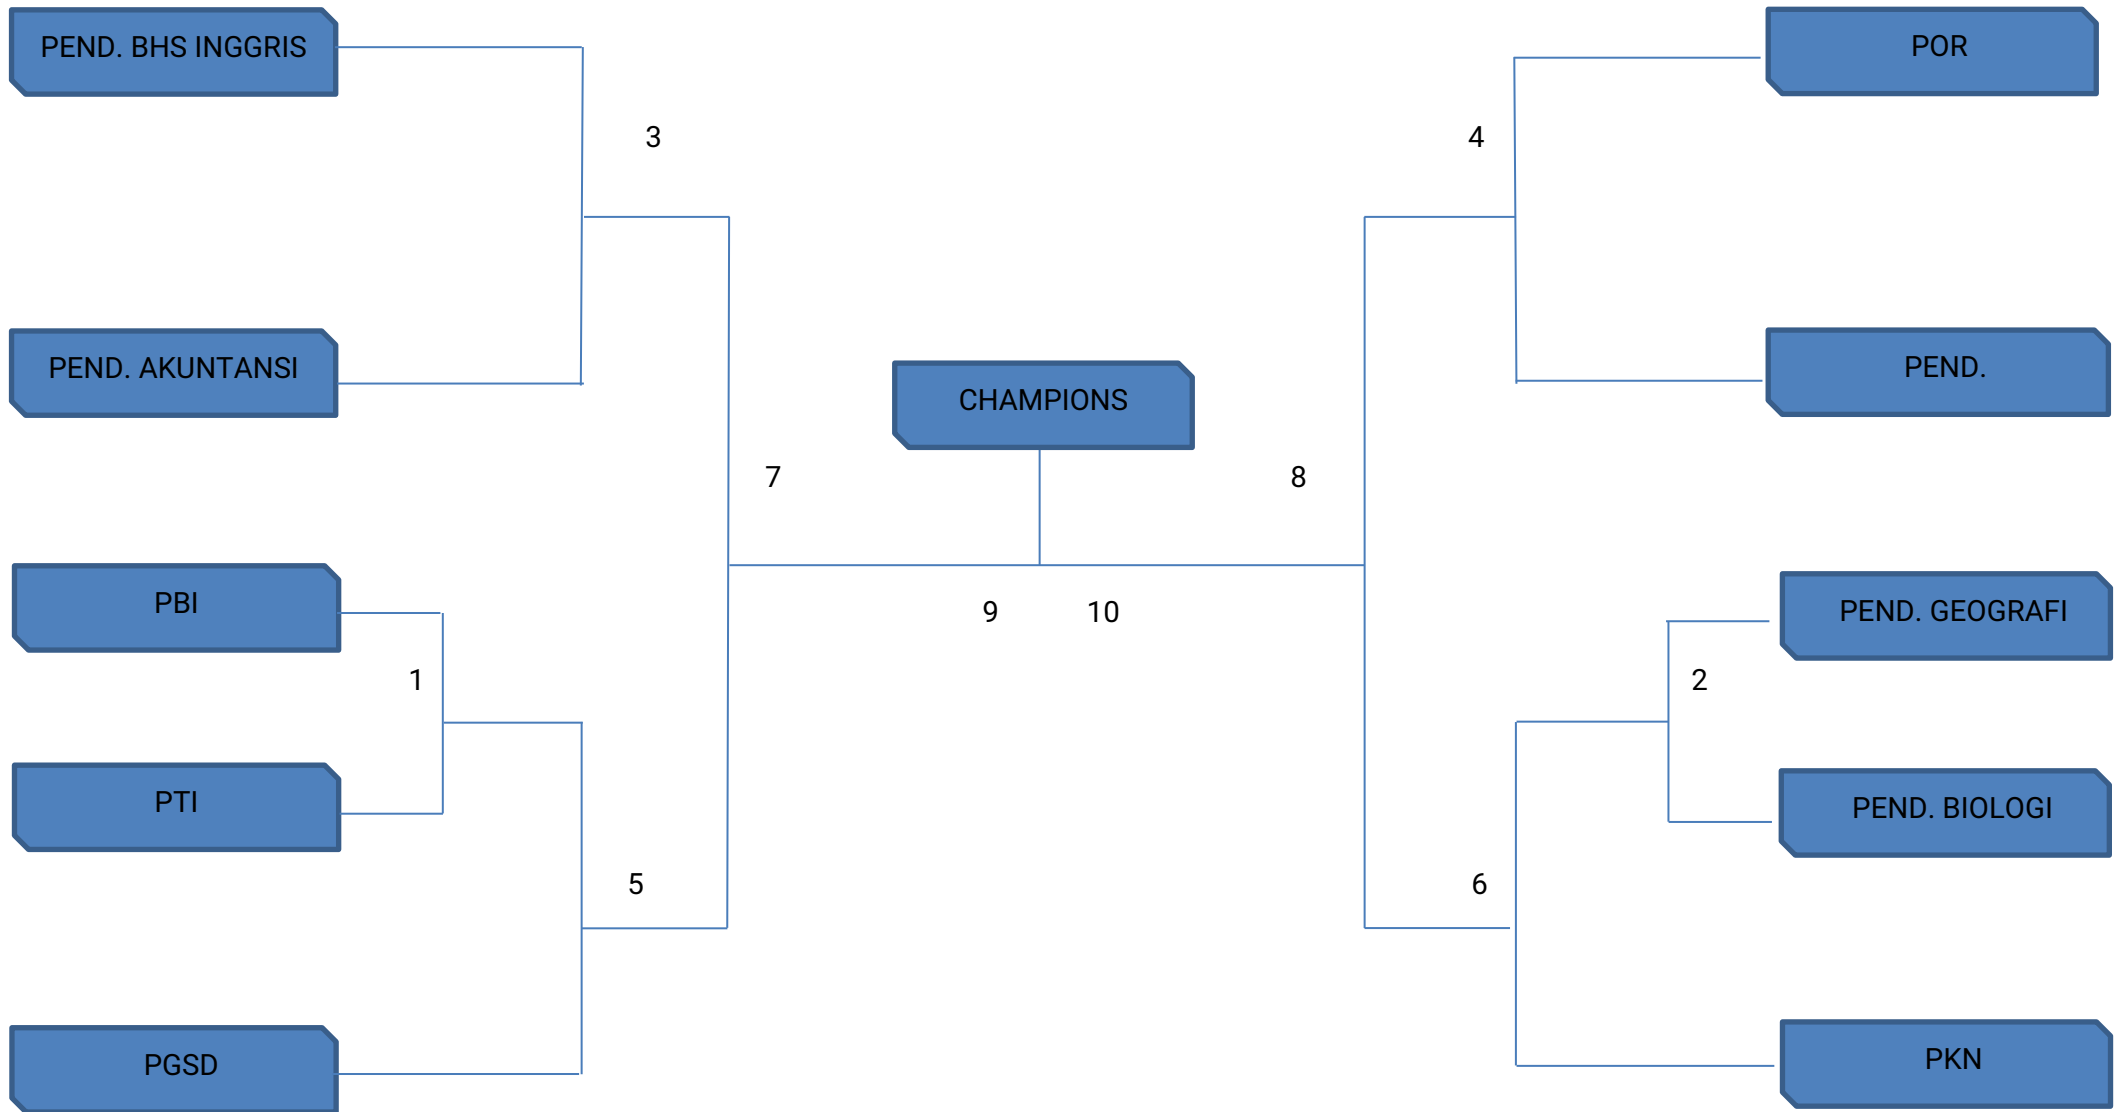 PEND. BHS INGGRIS
POR
3
4
PEND. AKUNTANSI
PEND.
CHAMPIONS
7
8
PBI
PEND. GEOGRAFI
9
10
1
2
PTI
PEND. BIOLOGI
5
6
PGSD
PKN